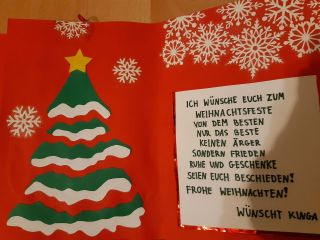 ICH WÜNSCHE EUCH ZUM
WEIHNACHTSFESTE
VON DEM BESTEN
NUR DAS BESTE
KEINEN ÄRGER
SONDERN FRIEDEN
RUHE UND GESCHENKE
SEIEN EUCH BESCHIEDEN!
FROHE WEIHNACHTEN!
WÜNSCHT KINGA